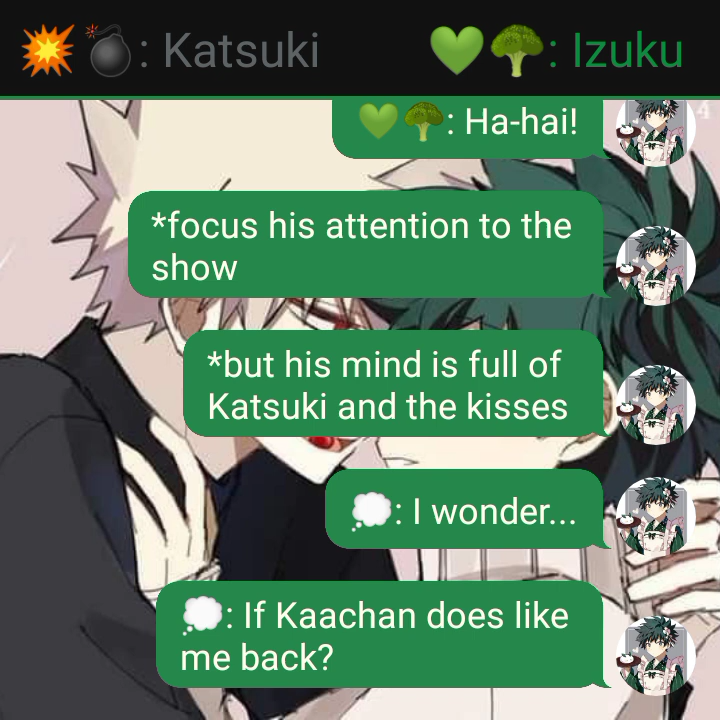 💥💣: Katsuki
💚🥦: Izuku
💚🥦: Ha-hai!
*focus his attention to the
show
*but his mind is full of
Katsuki and the kisses
💭: I wonder...
💭: If Kaachan does like
me back?
4